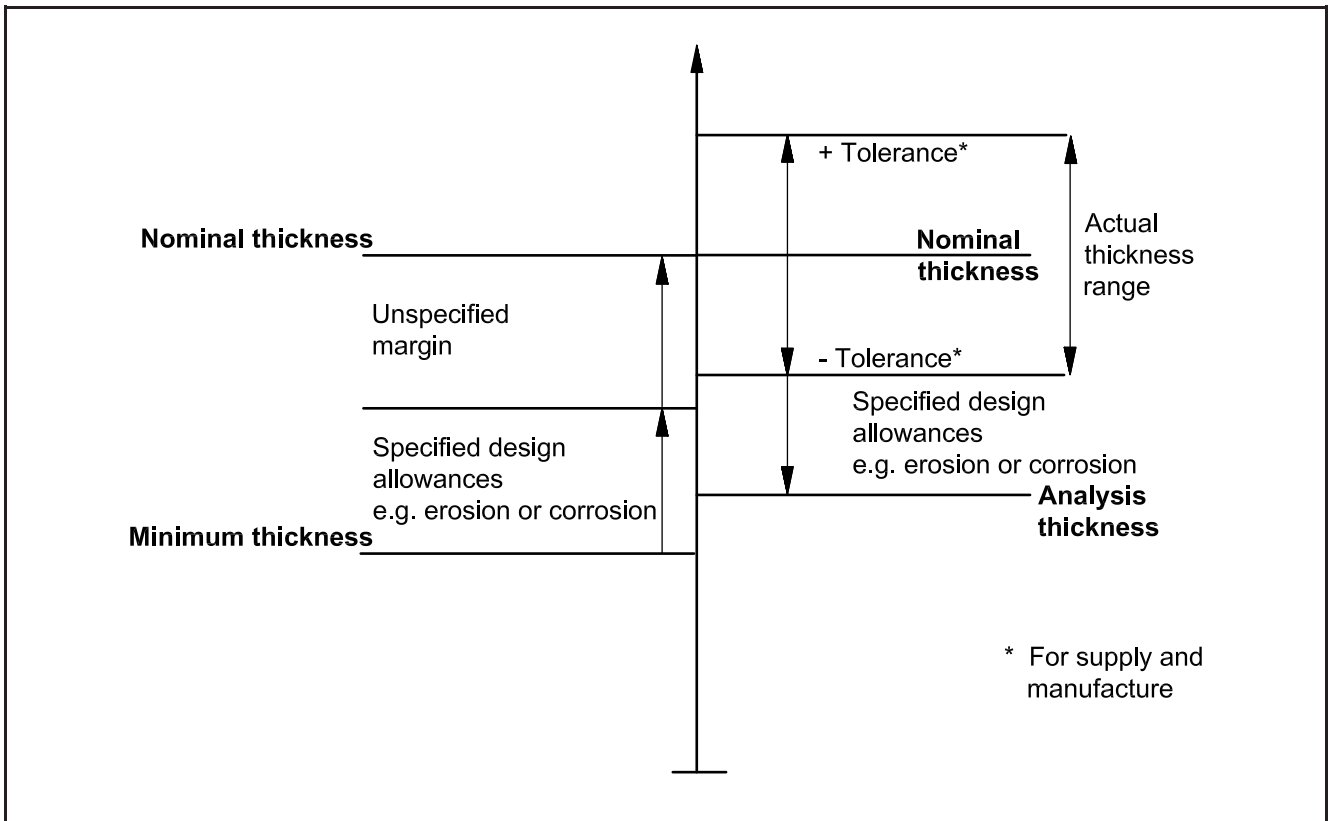 + Tolerance*
Nominal thickness
Nominal
thickness
Actual
thickness
range
Unspecified
margin
- Tolerance*
Specified design
allowances
e.g. erosion or corrosion
Specified design
allowances
e.g. erosion or corrosion
Analysis
thickness
Minimum thickness
* For supply and
manufacture